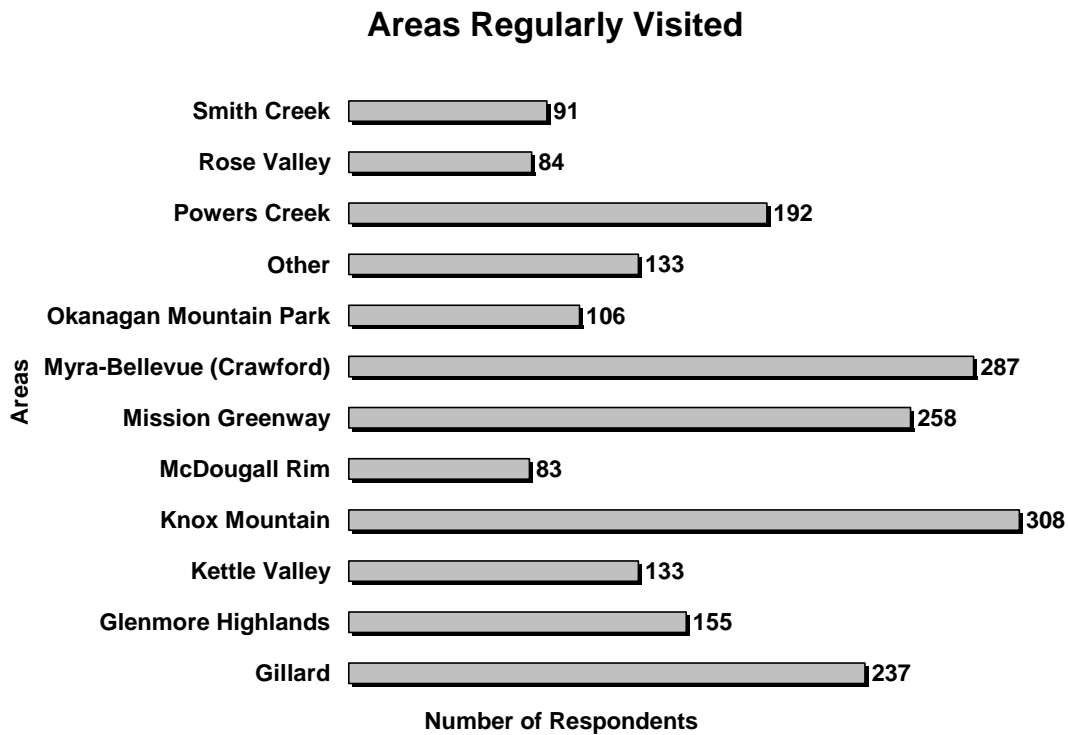 Areas Regularly Visited
Smith Creek 91
Rose Valley 84
Powers Creek 192
Other 133
Okanagan Mountain Park 106
Myra-Bellevue (Crawford) 287
Mission Greenway 258
McDougall Rim 83
Knox Mountain 308
Kettle Valley 133
Glenmore Highlands 155
Gillard 237
Areas
Number of Respondents